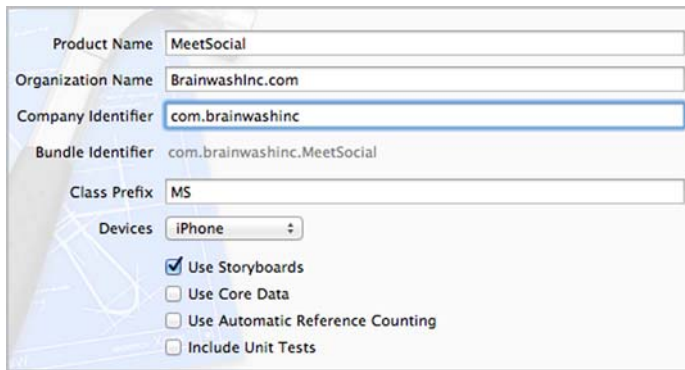 Product Name MeetSocial
Organization Name BrainwashInc.com
Company Identifier com.brainwashinc
Bundle Identifier com.brainwashinc.MeetSocial
Class Prefix MS
Devices iPhone
Use Storyboards
Use Core Data
Use Automatic Reference Counting
Include Unit Tests